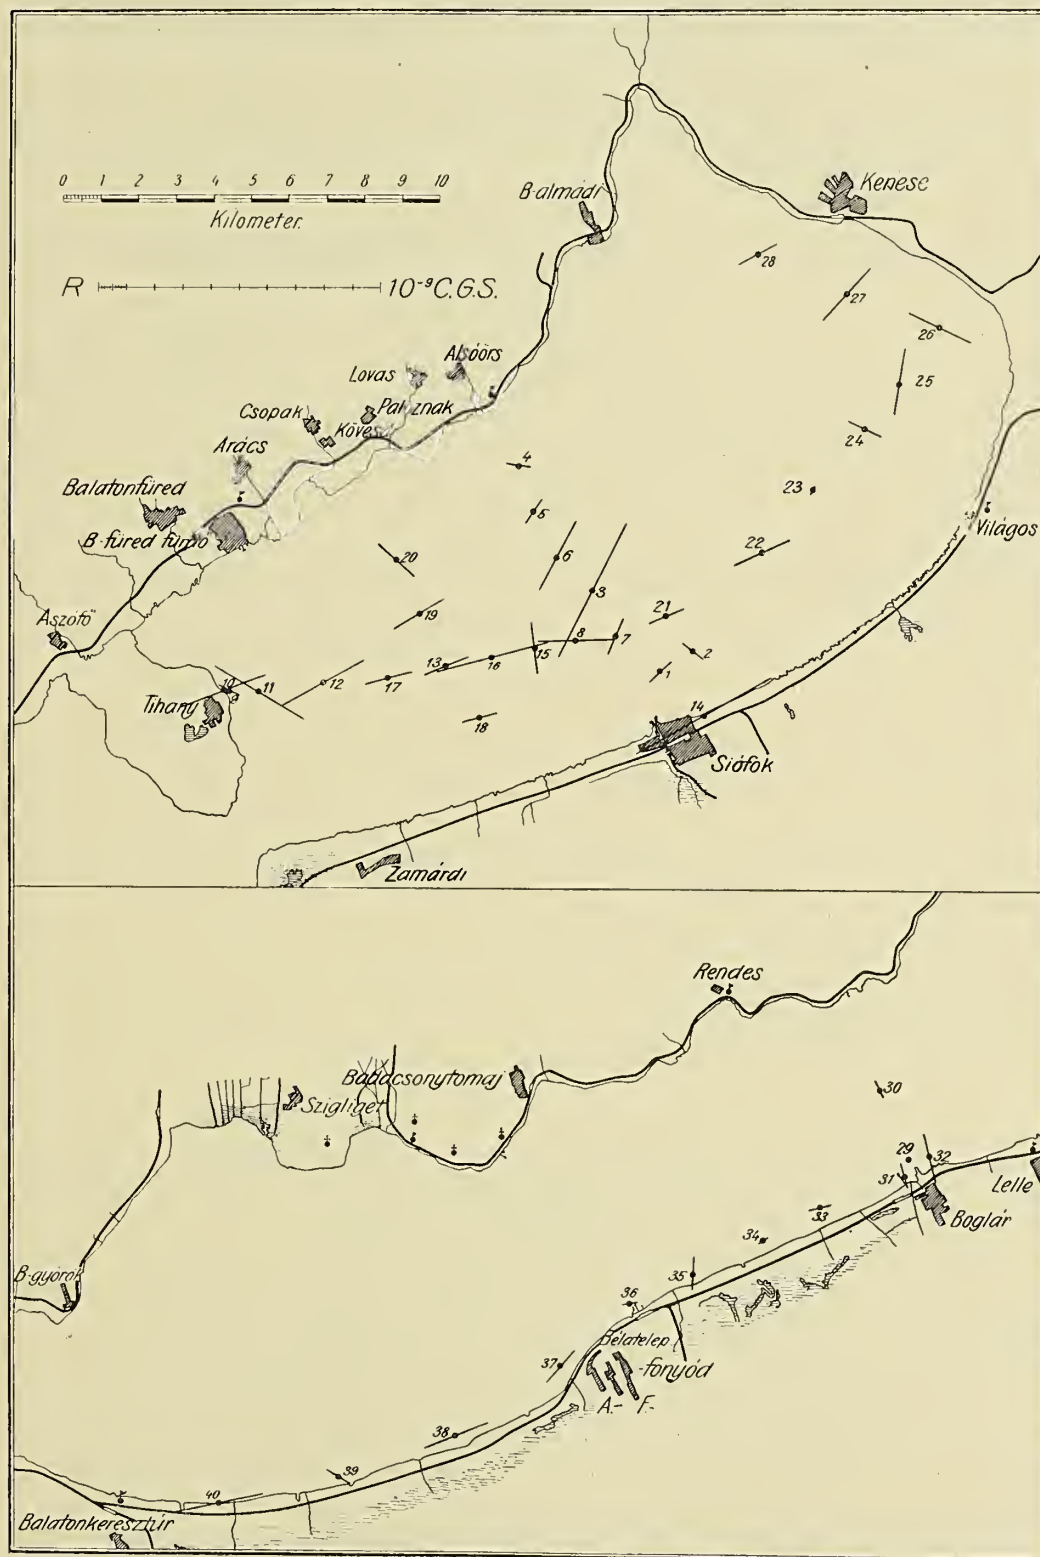 0 1 2 3 4 5 6 7 8 9 10
Kilometer.
R 10⁻⁹ C.G.S.
B-almádi
Kenese
28
27
26
25
24
Alsóörs
Lovas
Paloznak
Csopak
Kövesd
Arács
Balatonfüred
B-füred fürdő
Aszófő
Tihany
4
5
6
3
20
19
23
22
21
Világos
10
11
12
13
16
15
8
7
2
1
17
18
14
Siófok
Zamárdi
Rendes
Badacsonytomaj
Szigliget
30
29
32
31
Lelle
Boglár
33
34
35
36
B-györök
Bélatelep
-fonyód
A.- F.-
37
38
39
40
Balatonkeresztúr